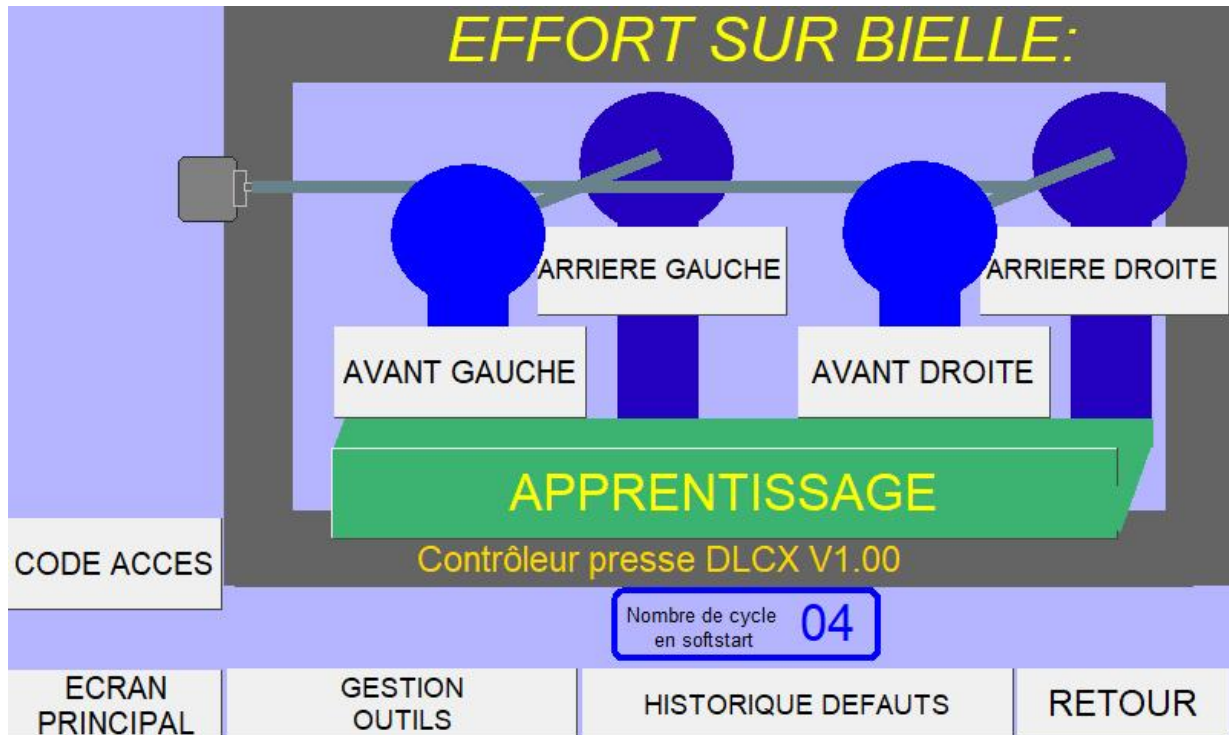 EFFORT SUR BIELLE:
ARRIERE GAUCHE
ARRIERE DROITE
AVANT GAUCHE
AVANT DROITE
APPRENTISSAGE
CODE ACCES
Contrôleur presse DLCX V1.00
Nombre de cycle
en softstart
04
ECRAN
PRINCIPAL
GESTION
OUTILS
HISTORIQUE DEFAUTS
RETOUR